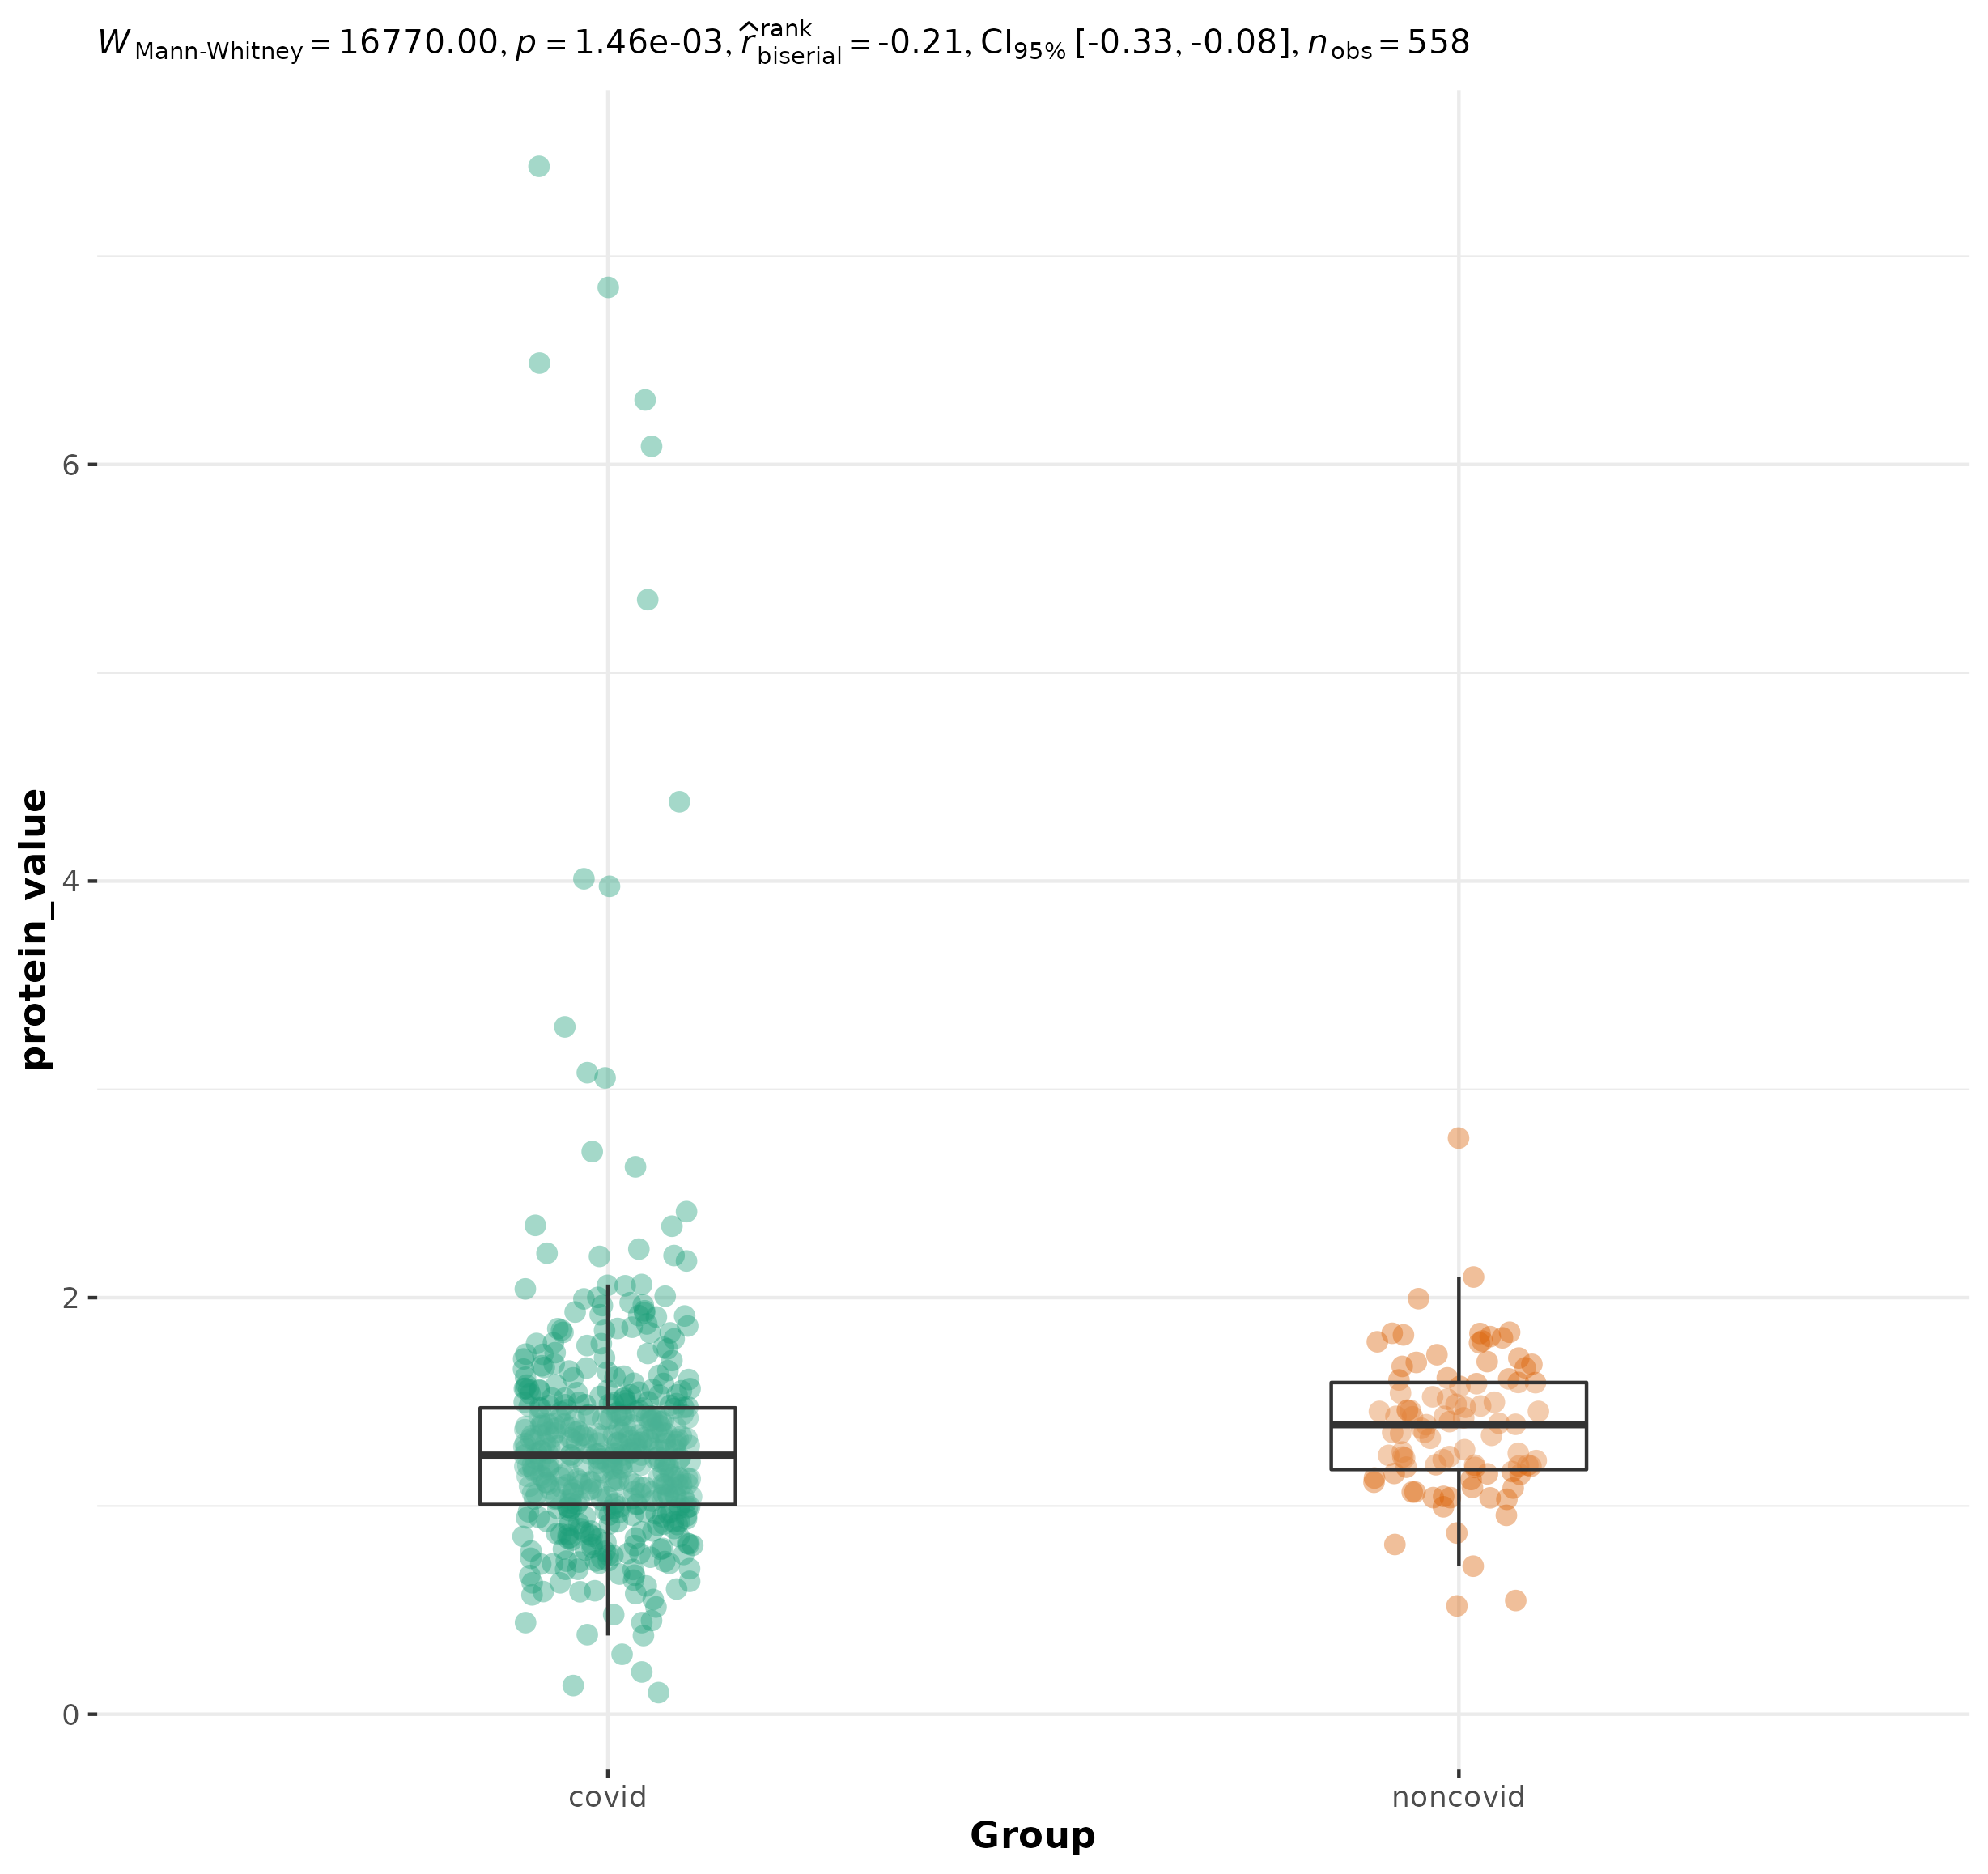 W Mann-Whitney = 16770.00, p = 1.46e-03, r̂ rank biserial = -0.21, CI95% [-0.33, -0.08], n obs = 558
protein_value
6
4
2
0
covid
noncovid
Group